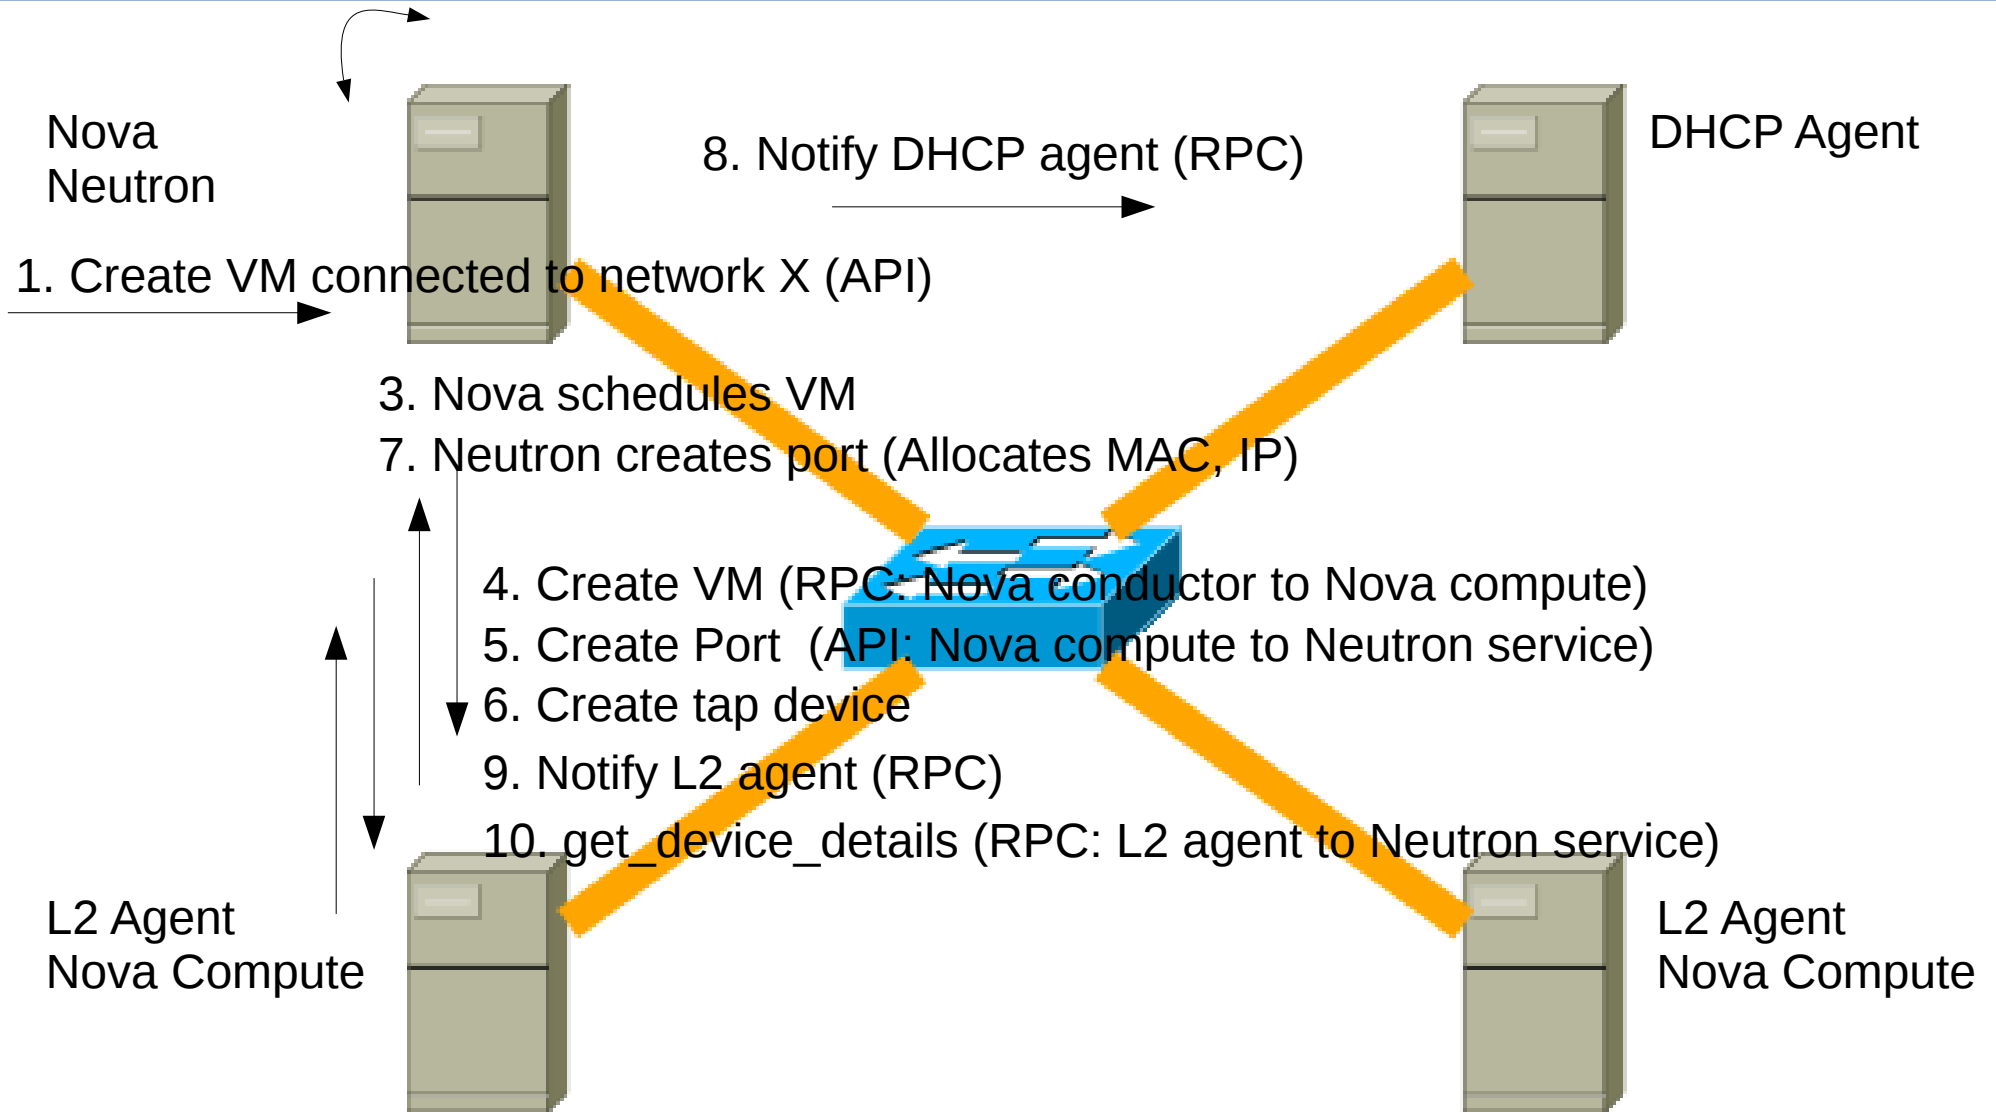 Nova
Neutron
8. Notify DHCP agent (RPC)
DHCP Agent
1. Create VM connected to network X (API)
3. Nova schedules VM
7. Neutron creates port (Allocates MAC, IP)
4. Create VM (RPC: Nova conductor to Nova compute)
5. Create Port (API: Nova compute to Neutron service)
6. Create tap device
9. Notify L2 agent (RPC)
10. get_device_details (RPC: L2 agent to Neutron service)
L2 Agent
Nova Compute
L2 Agent
Nova Compute